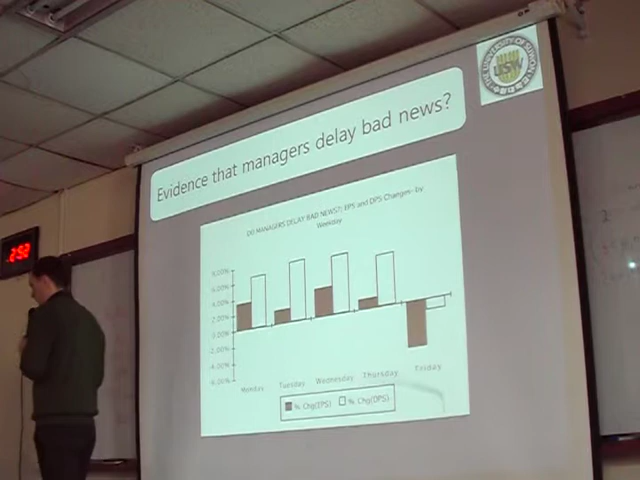 Evidence that managers delay bad news?
USW
DO MANAGERS DELAY BAD NEWS?: EPS and DPS Changes- by
Weekday
8.00%
6.00%
4.00%
2.00%
0.00%
-2.00%
-4.00%
-6.00%
Monday Tuesday Wednesday Thursday Friday
% Chg(EPS) % Chg(DPS)
2:50